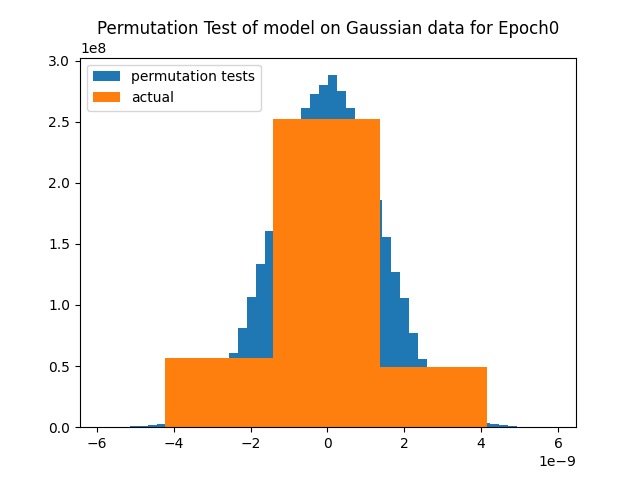 Permutation Test of model on Gaussian data for Epoch0
1e8
3.0
2.5
2.0
1.5
1.0
0.5
0.0
permutation tests
actual
−6 −4 −2 0 2 4 6
1e−9